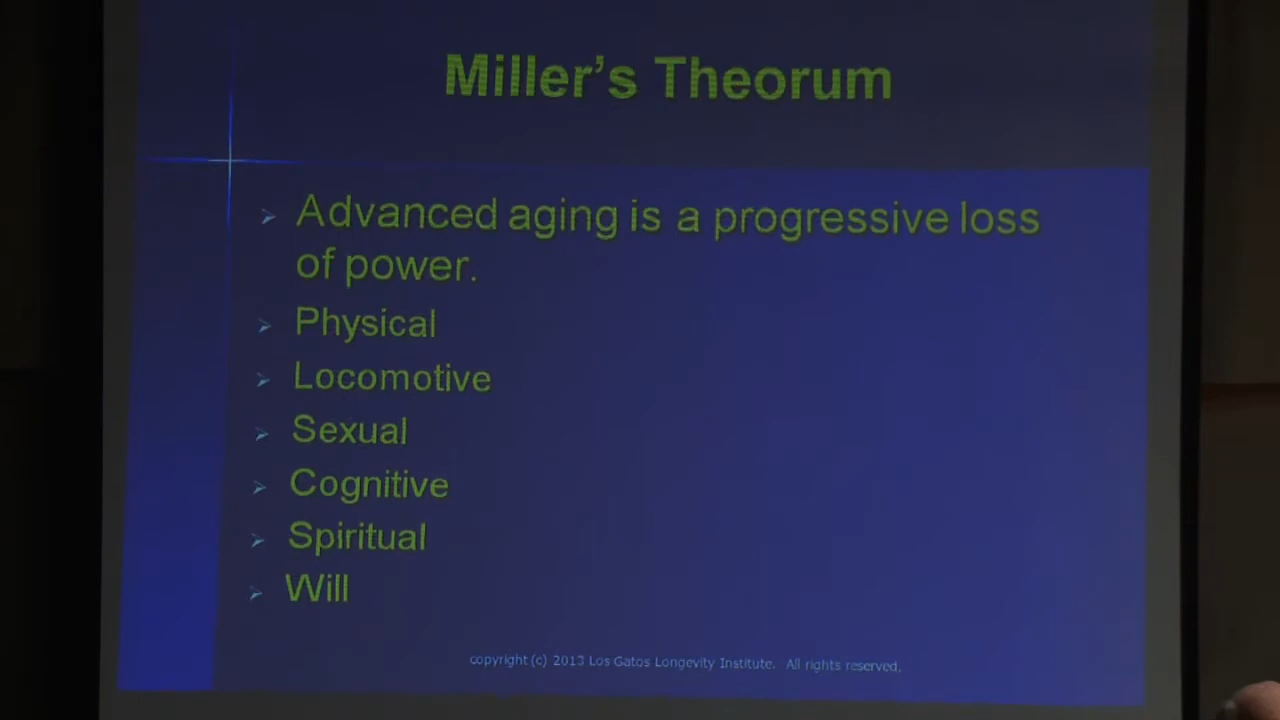 Miller's Theorum
Advanced aging is a progressive loss
of power.
Physical
Locomotive
Sexual
Cognitive
Spiritual
Will
copyright (c) 2013 Los Gatos Longevity Institute. All rights reserved.